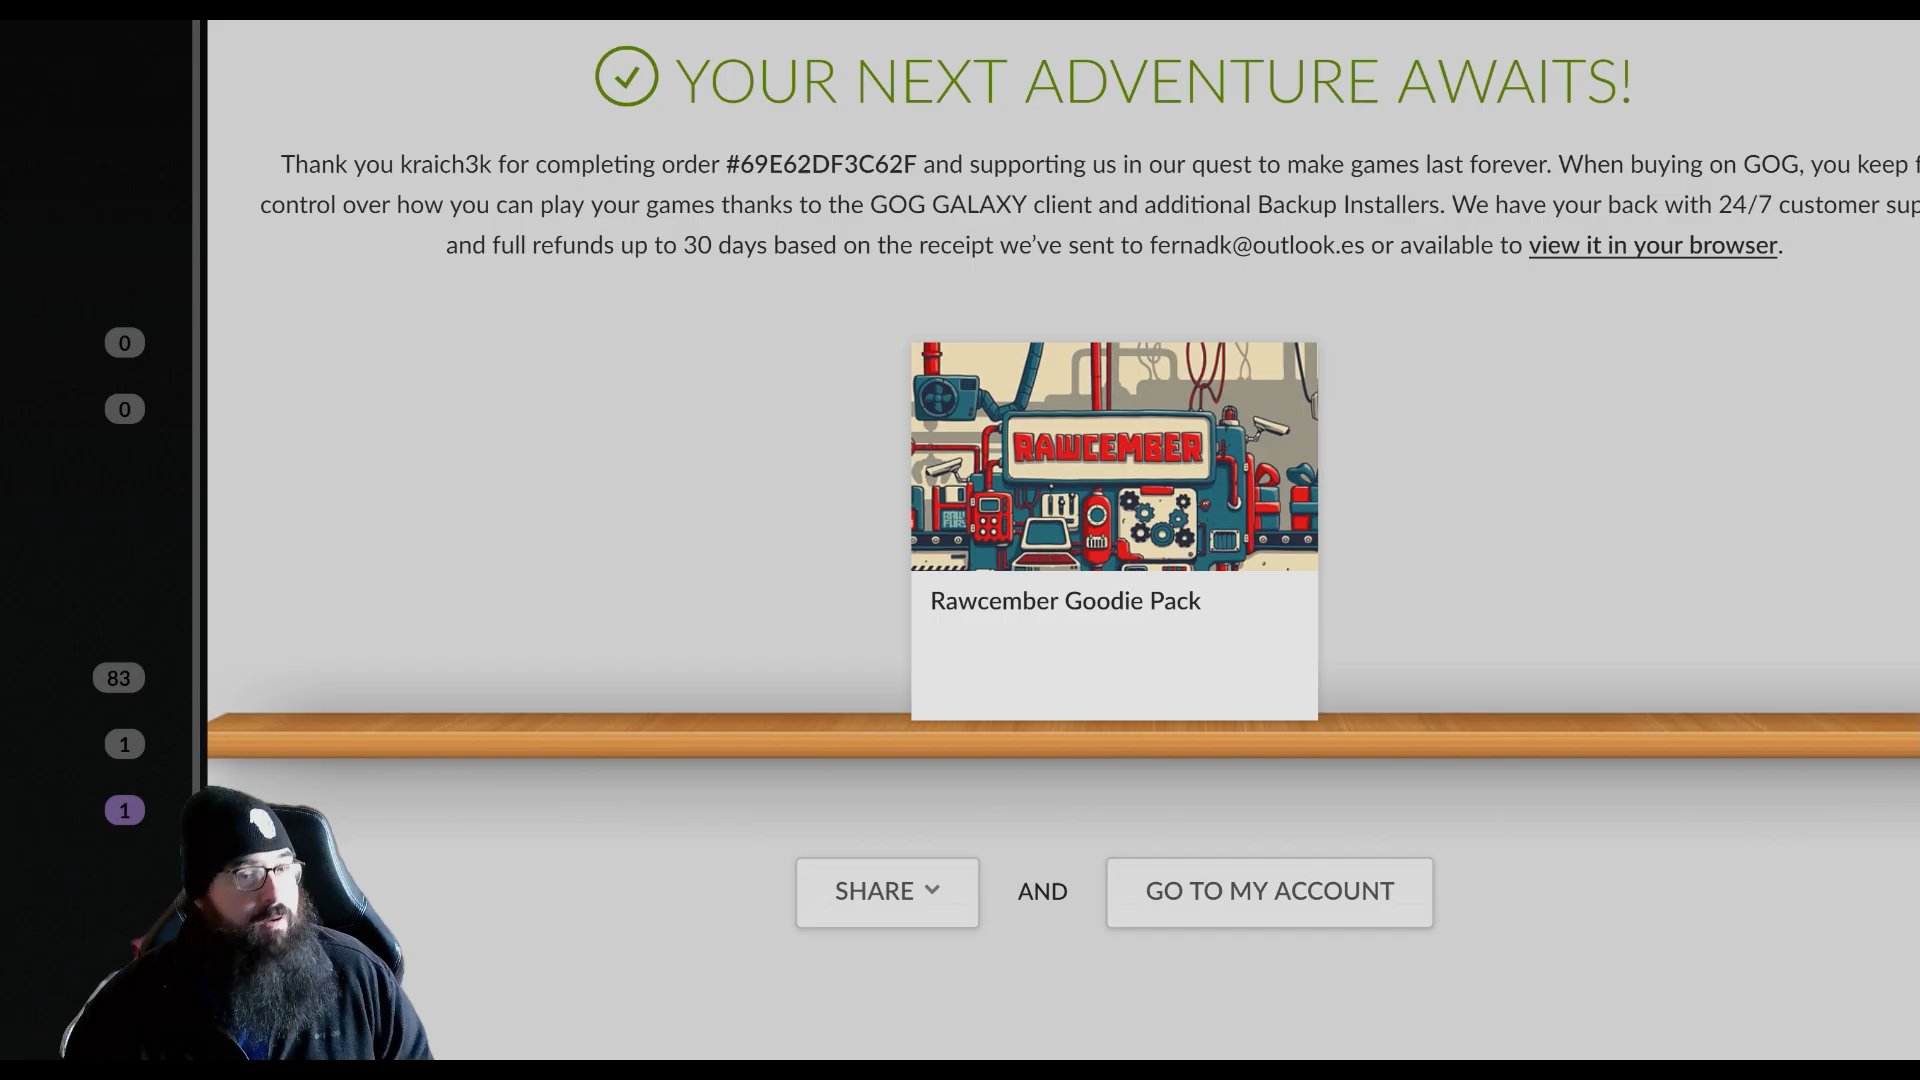 YOUR NEXT ADVENTURE AWAITS!
Thank you kraich3k for completing order #69E62DF3C62F and supporting us in our quest to make games last forever. When buying on GOG, you keep f
control over how you can play your games thanks to the GOG GALAXY client and additional Backup Installers. We have your back with 24/7 customer sup
and full refunds up to 30 days based on the receipt we’ve sent to fernadk@outlook.es or available to view it in your browser.
0
0
RAWCEMBER
RAW
FURY
Rawcember Goodie Pack
83
1
1
SHARE AND GO TO MY ACCOUNT